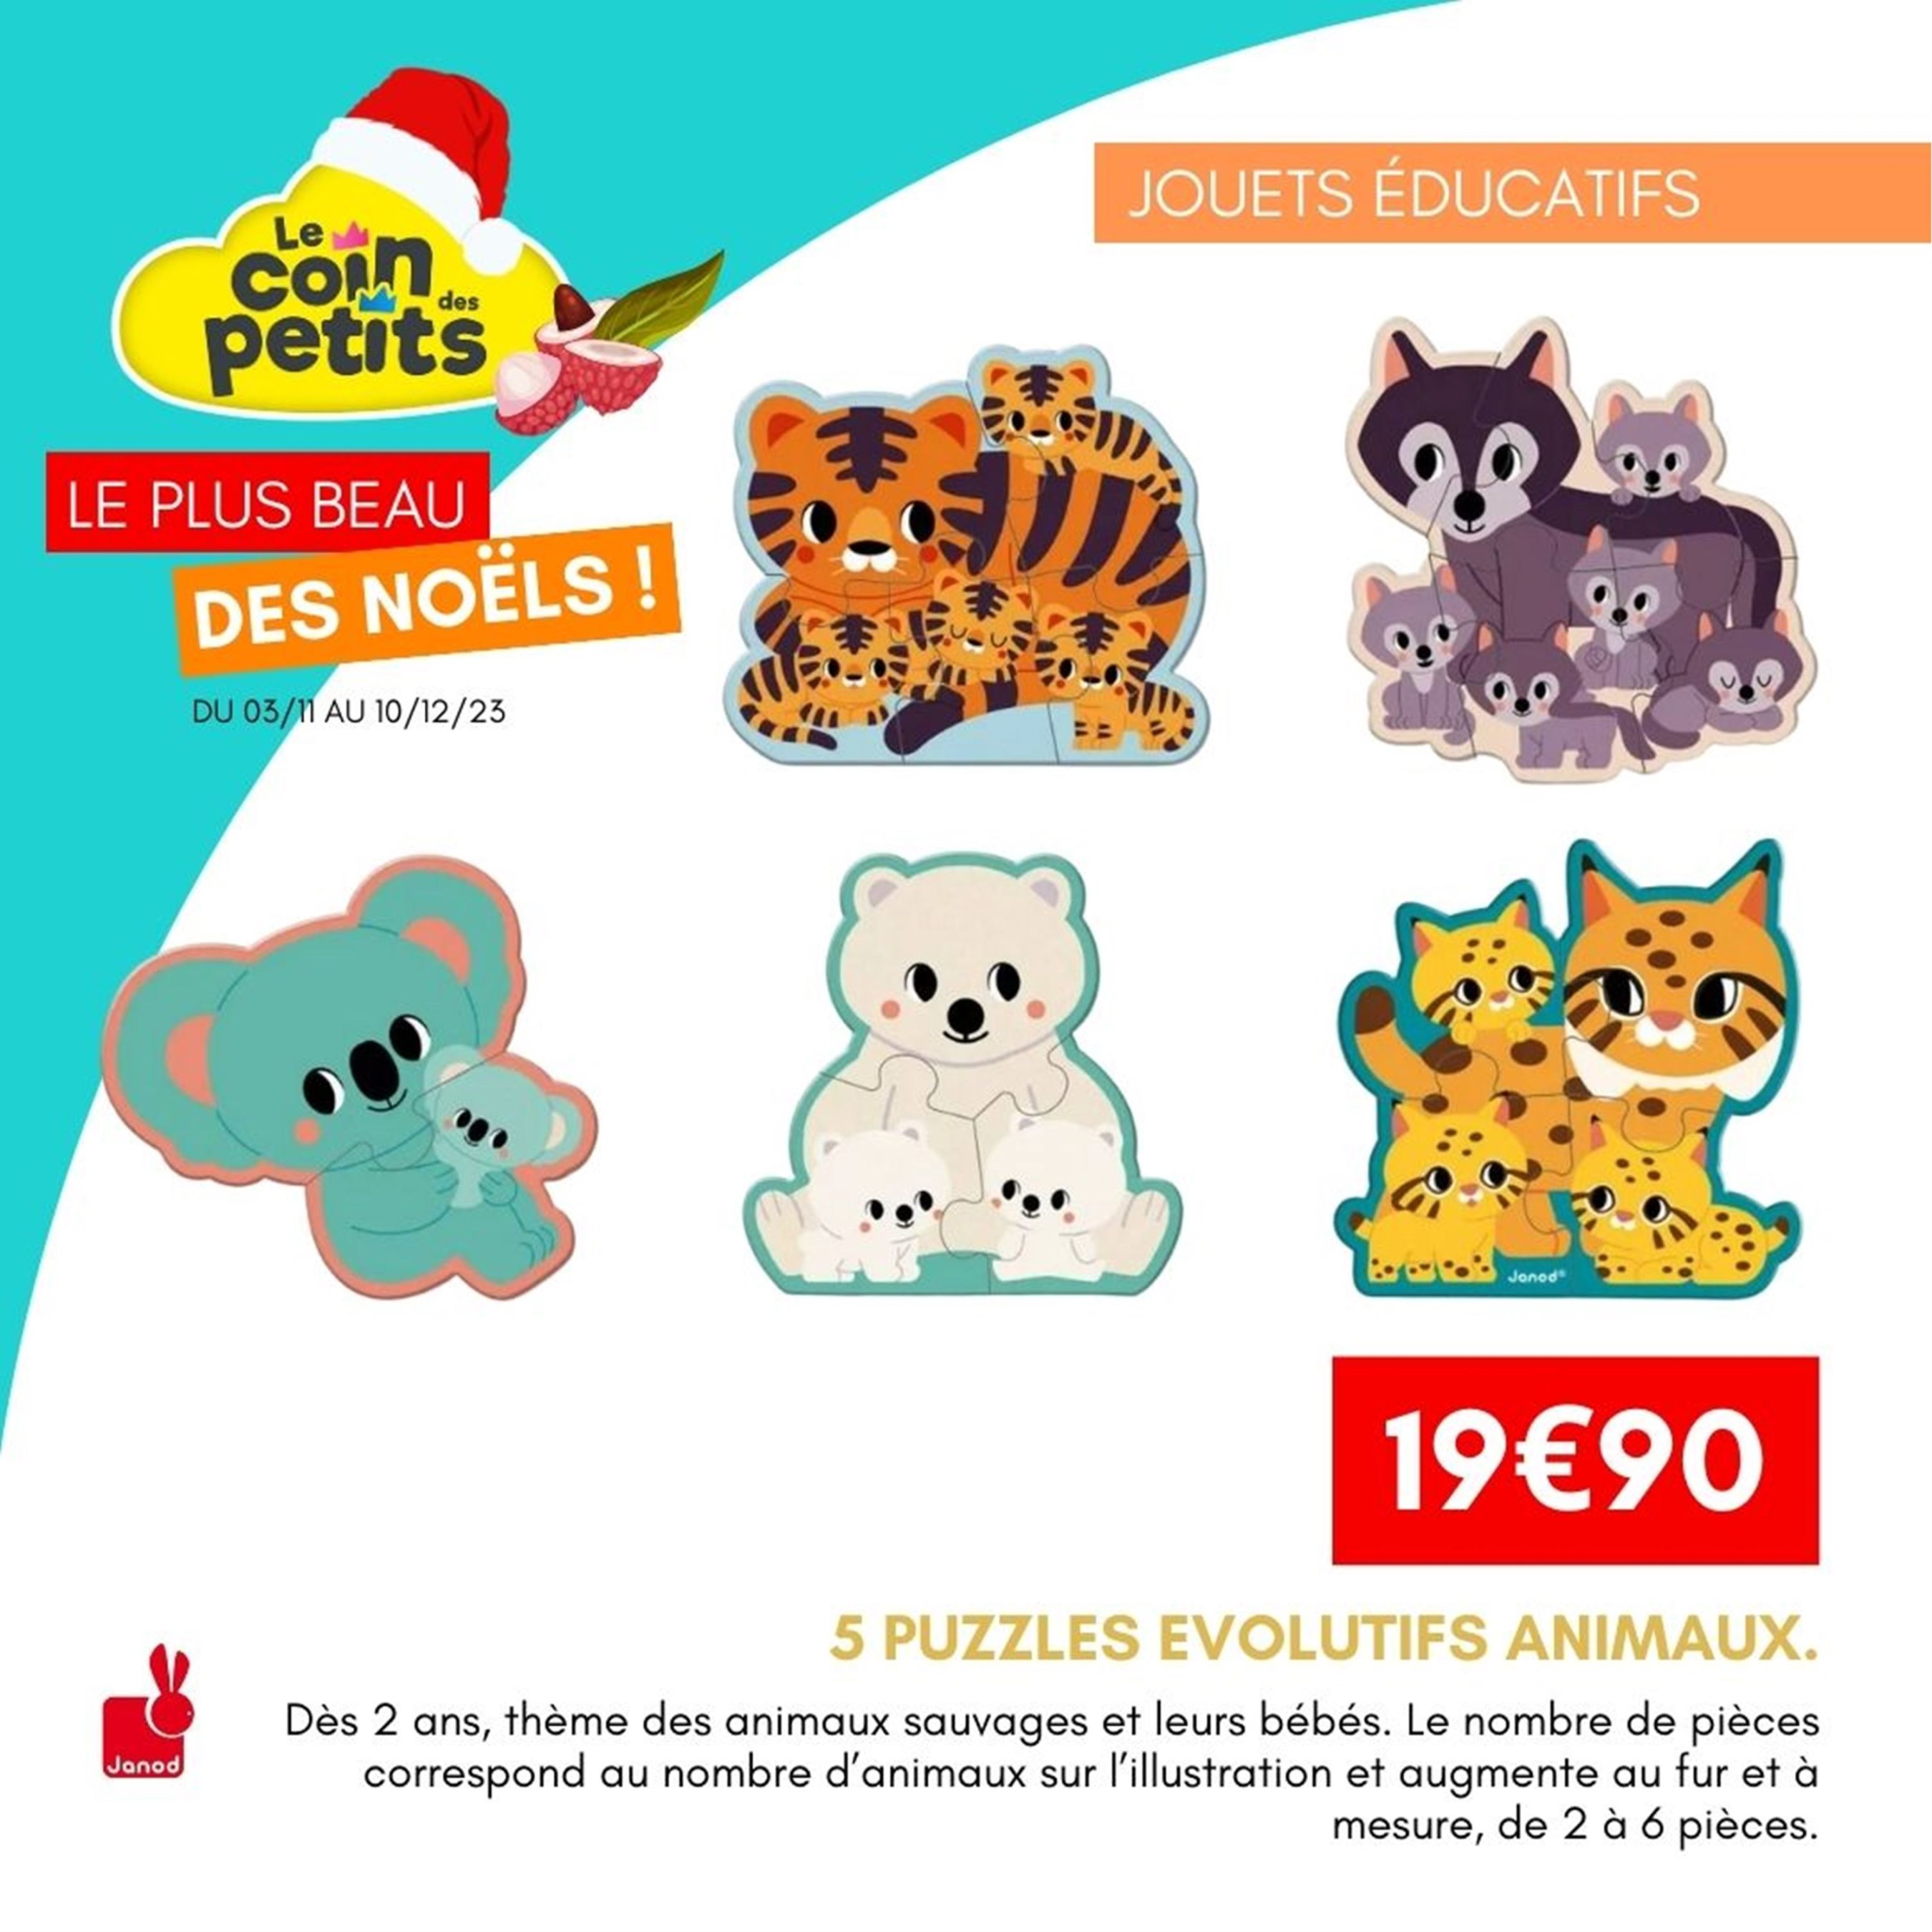 Le
coin des
petits
JOUETS ÉDUCATIFS
LE PLUS BEAU
DES NOËLS !
DU 03/11 AU 10/12/23
Janod®
19€90
5 PUZZLES EVOLUTIFS ANIMAUX.
Janod
Dès 2 ans, thème des animaux sauvages et leurs bébés. Le nombre de pièces
correspond au nombre d'animaux sur l'illustration et augmente au fur et à
mesure, de 2 à 6 pièces.